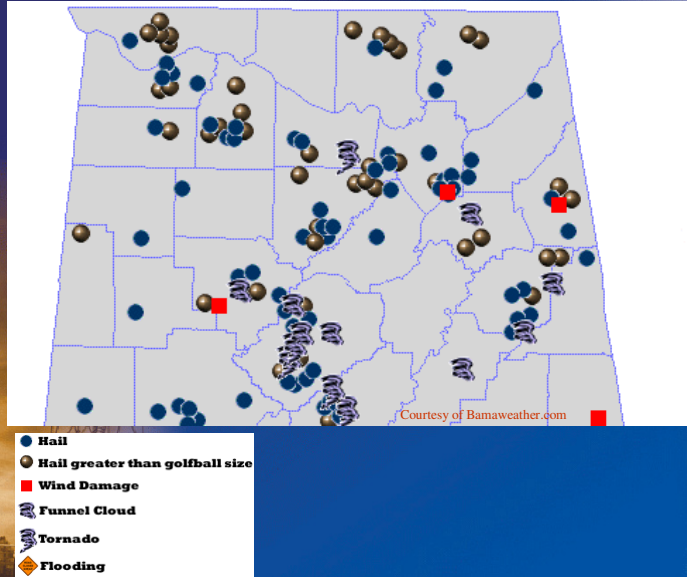 Courtesy of Bamaweather.com
Hail
Hail greater than golfball size
Wind Damage
Funnel Cloud
Tornado
Flooding